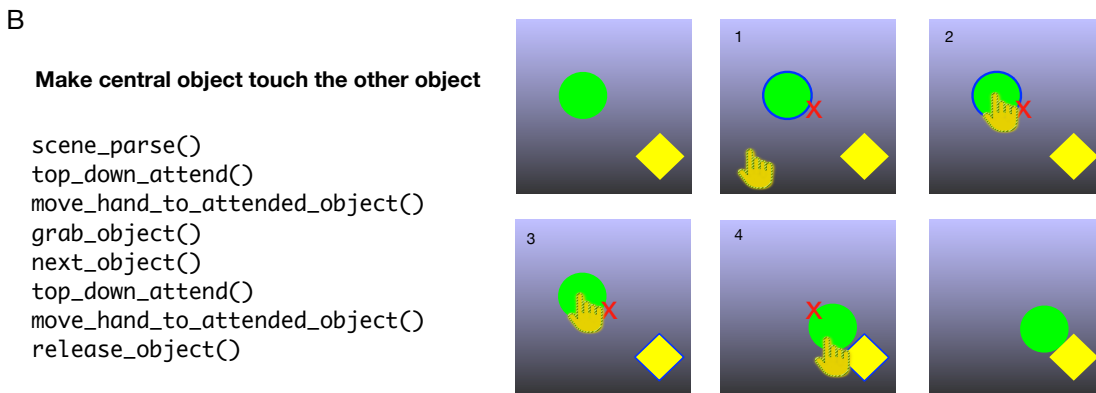 B
Make central object touch the other object
scene_parse()
top_down_attend()
move_hand_to_attended_object()
grab_object()
next_object()
top_down_attend()
move_hand_to_attended_object()
release_object()
1
X
2
X
3
X
4
X